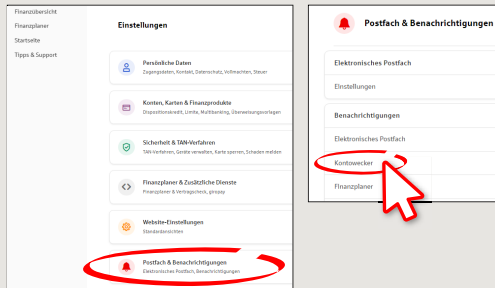 Finanzübersicht
Finanzplaner
Startseite
Tipps & Support
Einstellungen
Persönliche Daten
Zugangsdaten, Kontakt, Datenschutz, Vollmachten, Steuer
Konten, Karten & Finanzprodukte
Dispositionskredit, Limite, Multibanking, Überweisungsvorlagen
Sicherheit & TAN-Verfahren
TAN-Verfahren, Geräte verwalten, Karte sperren, Schaden melden
Finanzplaner & Zusätzliche Dienste
Finanzplaner & Vertragscheck, giropay
Website-Einstellungen
Standardansichten
Postfach & Benachrichtigungen
Elektronisches Postfach, Benachrichtigungen
Postfach & Benachrichtigungen
Elektronisches Postfach
Einstellungen
Benachrichtigungen
Elektronisches Postfach
Kontowecker
Finanzplaner